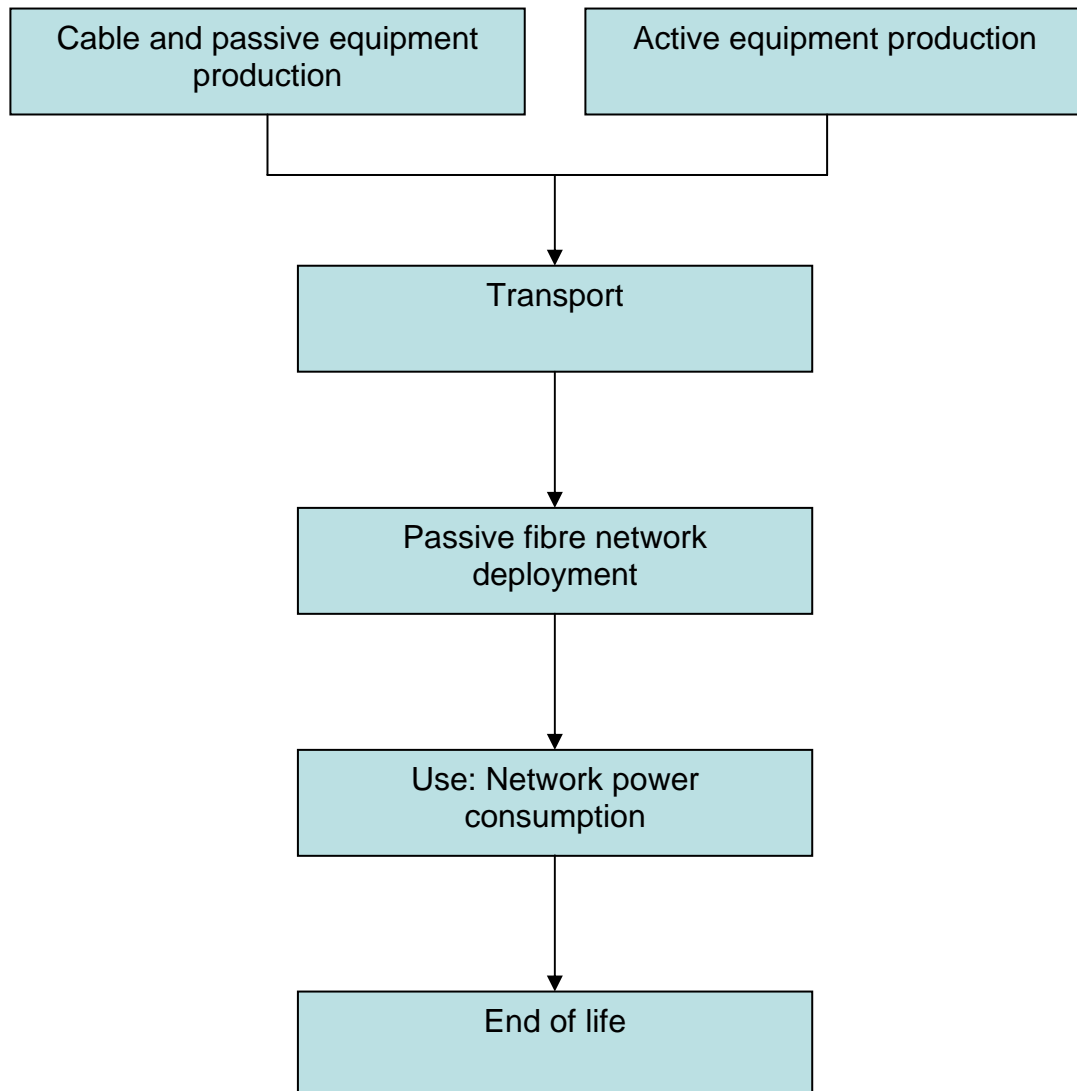 Cable and passive equipment
production
Active equipment production
Transport
Passive fibre network
deployment
Use: Network power
consumption
End of life